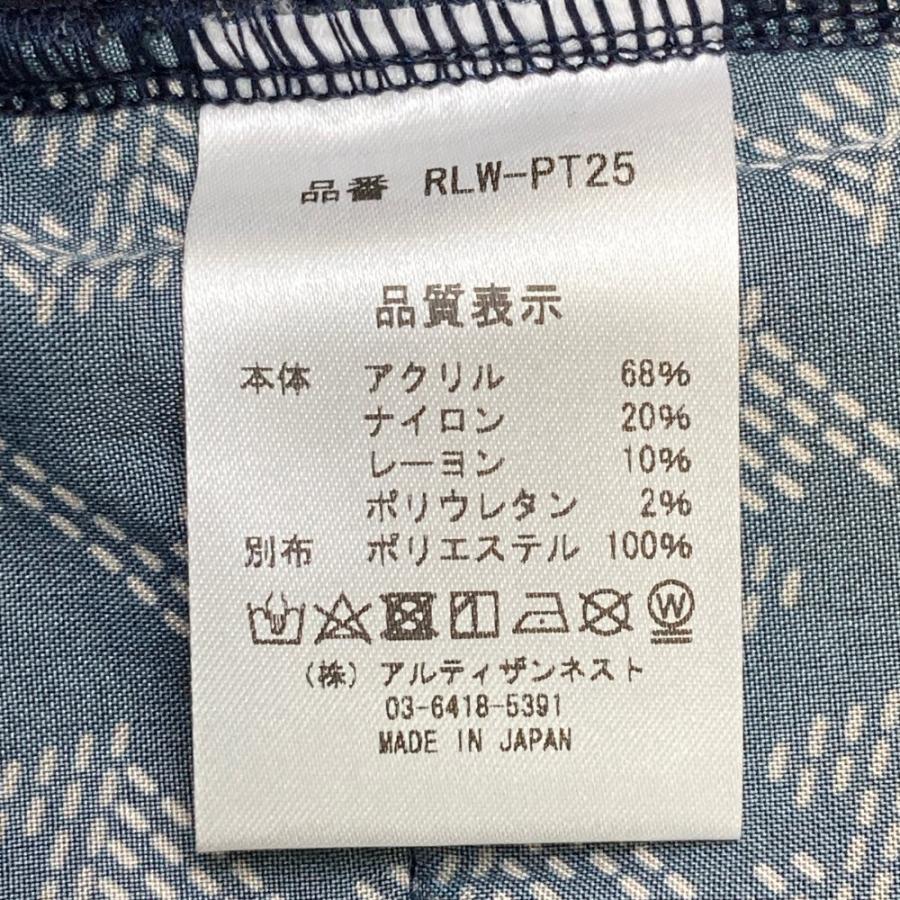 品番 RLW-PT25
品質表示
本体 アクリル 68%
ナイロン 20%
レーヨン 10%
ポリウレタン 2%
別布 ポリエステル 100%
W
(株) アルティザンネスト
03-6418-5391
MADE IN JAPAN